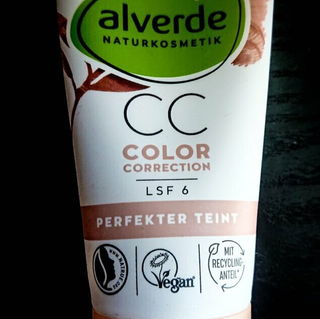 alverde
NATURKOSMETIK
CC
COLOR
CORRECTION
LSF 6
PERFEKTER TEINT
Vegan
MIT
RECYCLING-
ANTEIL*